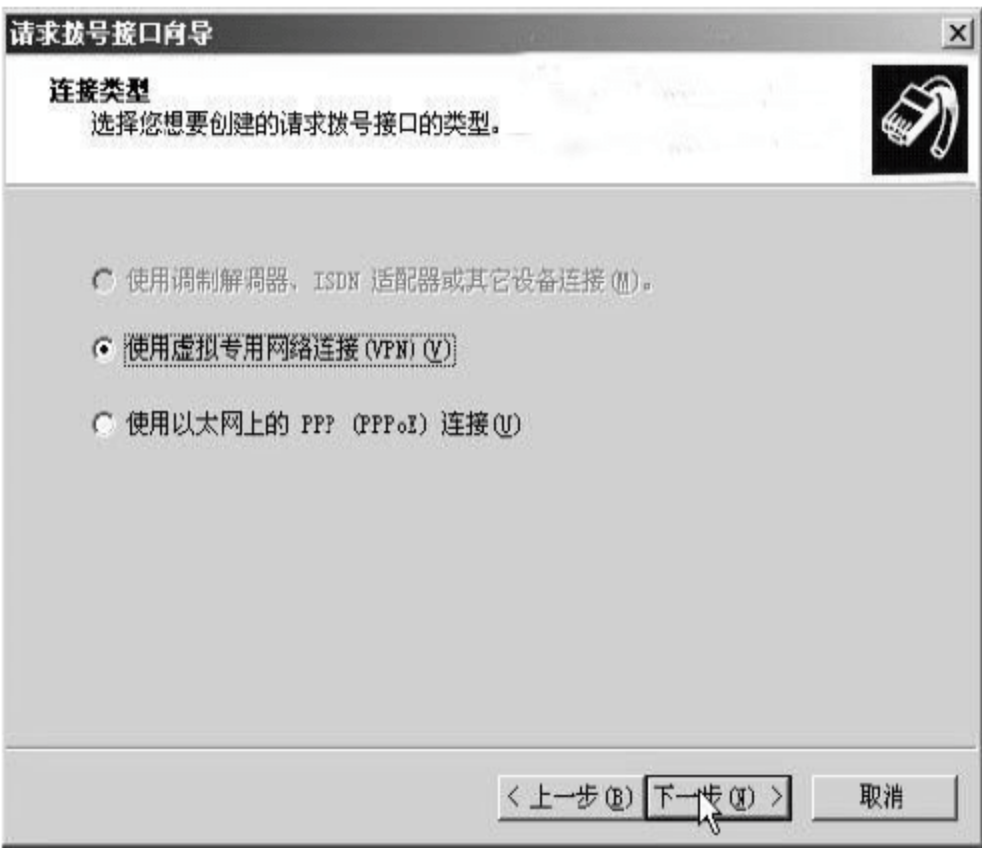 请求拨号接口向导
连接类型
选择您想要创建的请求拨号接口的类型。
使用调制解调器、ISDN 适配器或其它设备连接(M)。
使用虚拟专用网络连接(VPN)(V)
使用以太网上的 PPP (PPPoE) 连接(U)
< 上一步(B) 下一步(N) > 取消